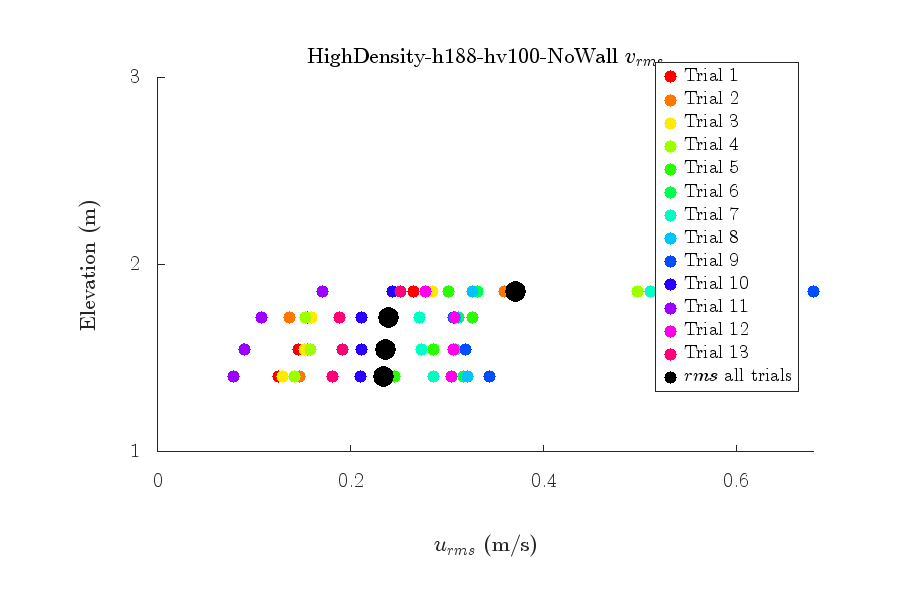 HighDensity-h188-hv100-NoWall v_rms
3
2
1
Elevation (m)
0
0.2
0.4
0.6
u_rms (m/s)
Trial 1
Trial 2
Trial 3
Trial 4
Trial 5
Trial 6
Trial 7
Trial 8
Trial 9
Trial 10
Trial 11
Trial 12
Trial 13
rms all trials